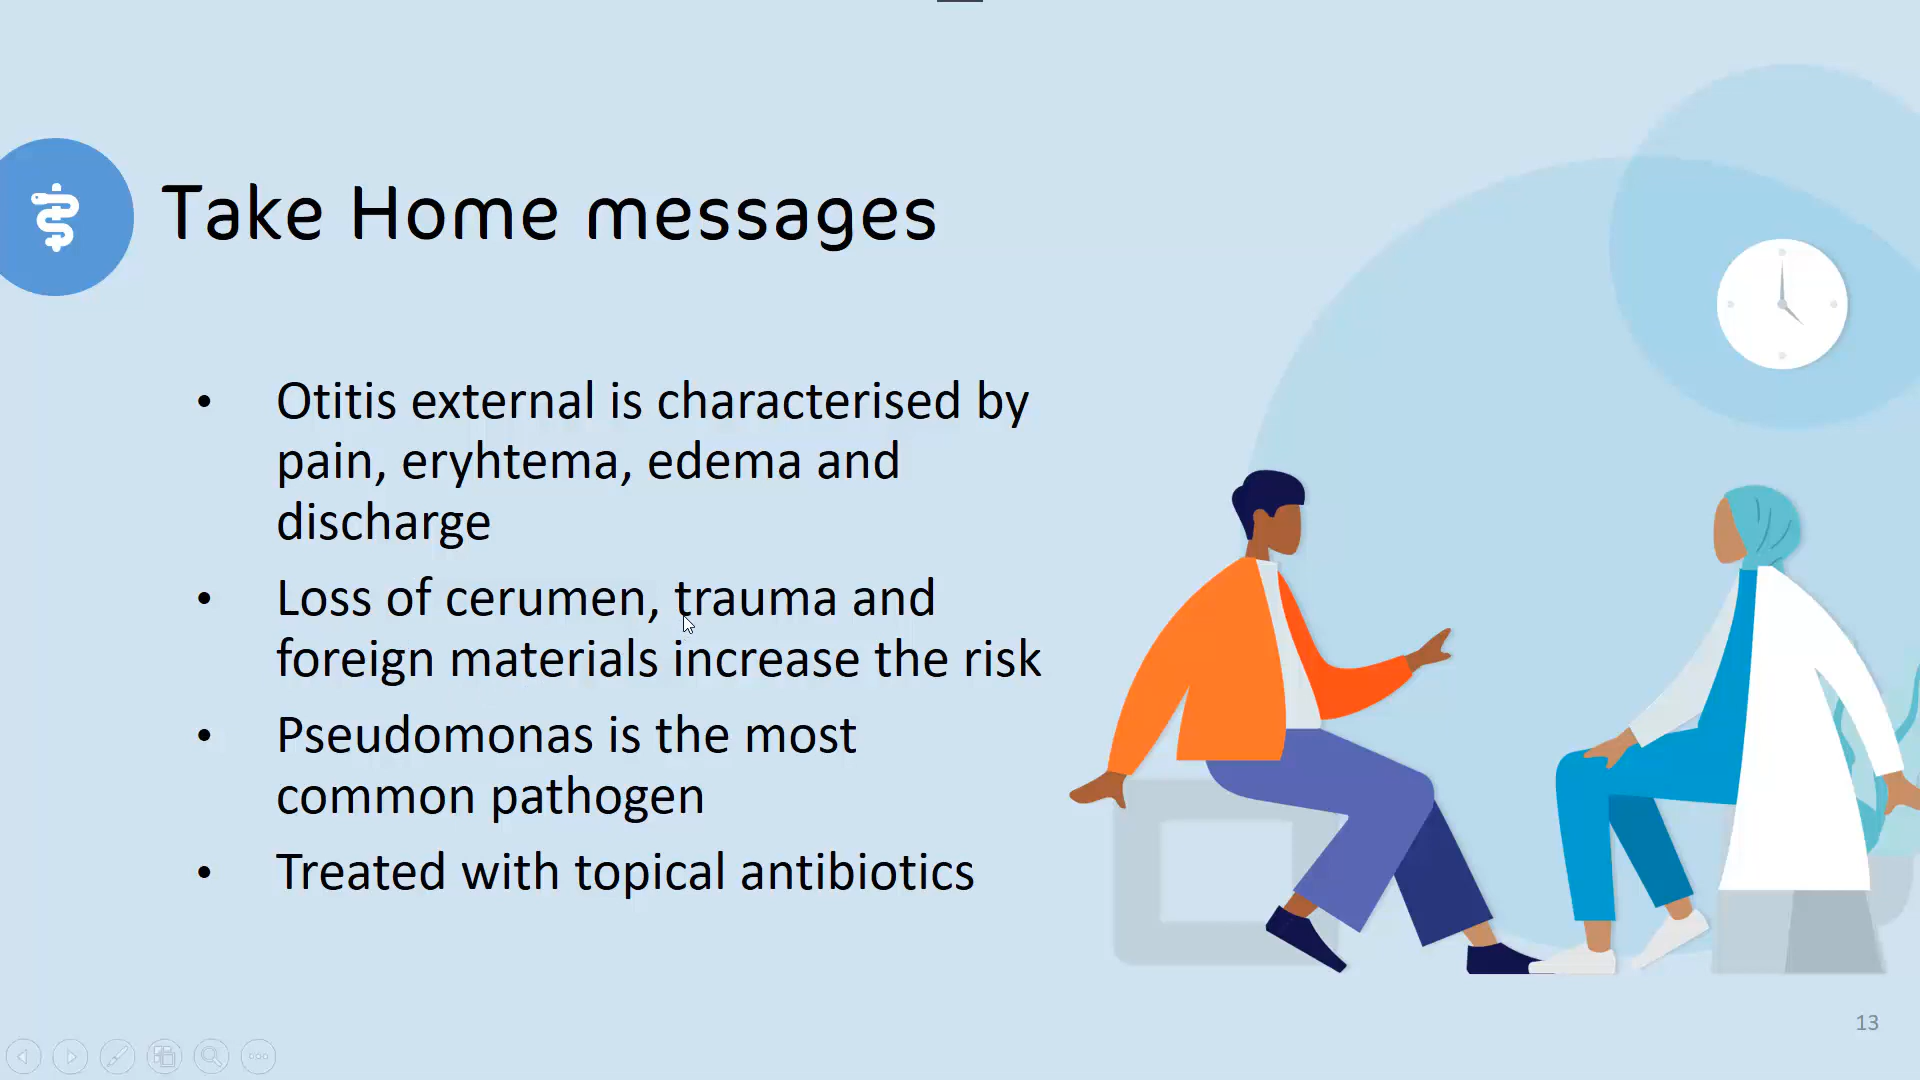 Take Home messages
• Otitis external is characterised by
pain, eryhtema, edema and
discharge
• Loss of cerumen, trauma and
foreign materials increase the risk
• Pseudomonas is the most
common pathogen
• Treated with topical antibiotics
13